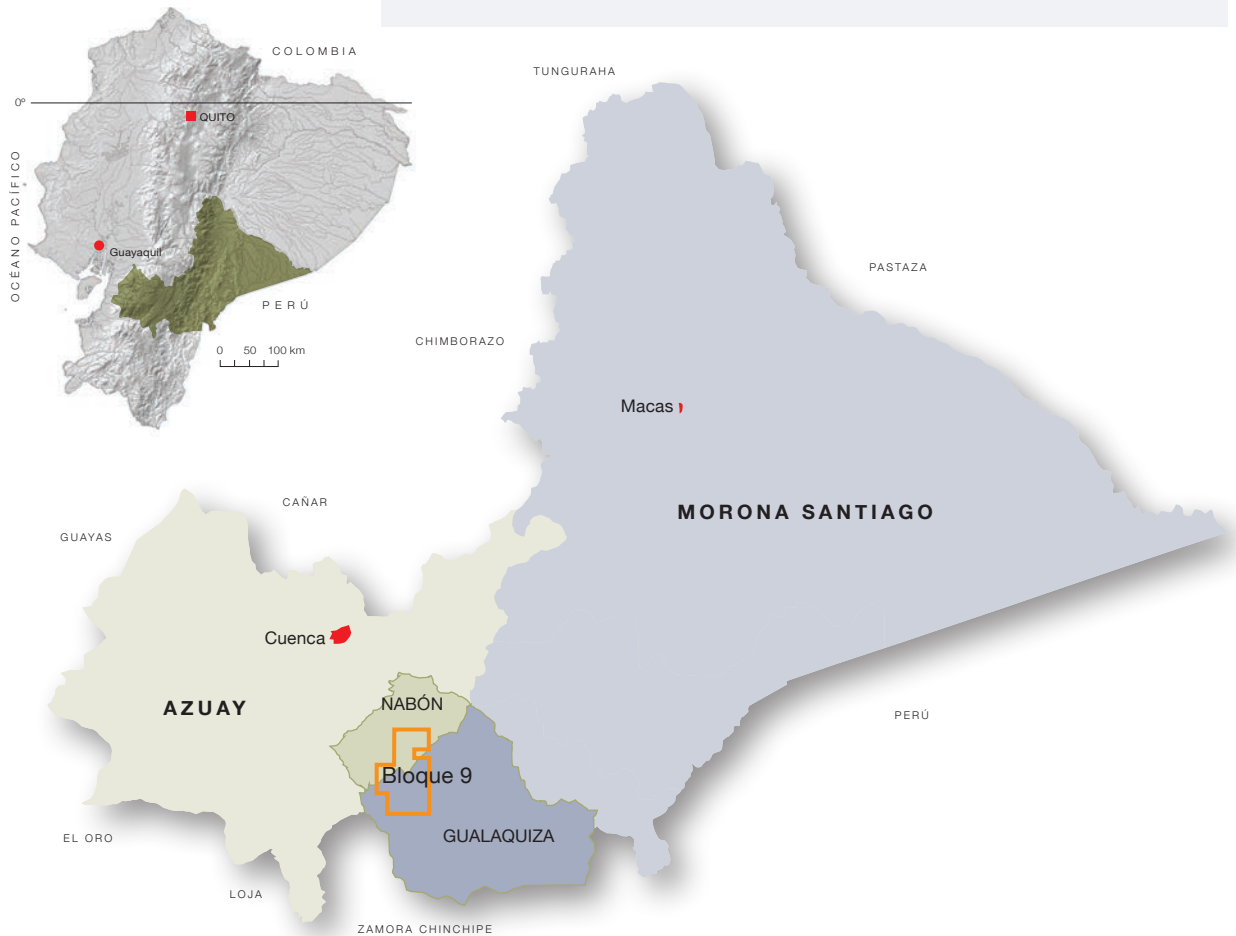 COLOMBIA
0º
QUITO
OCÉANO PACÍFICO
Guayaquil
PERÚ
0 50 100 km
TUNGURAHA
PASTAZA
CHIMBORAZO
Macas
MORONA SANTIAGO
CAÑAR
GUAYAS
Cuenca
AZUAY
NABÓN
PERÚ
Bloque 9
GUALAQUIZA
EL ORO
LOJA
ZAMORA CHINCHIPE